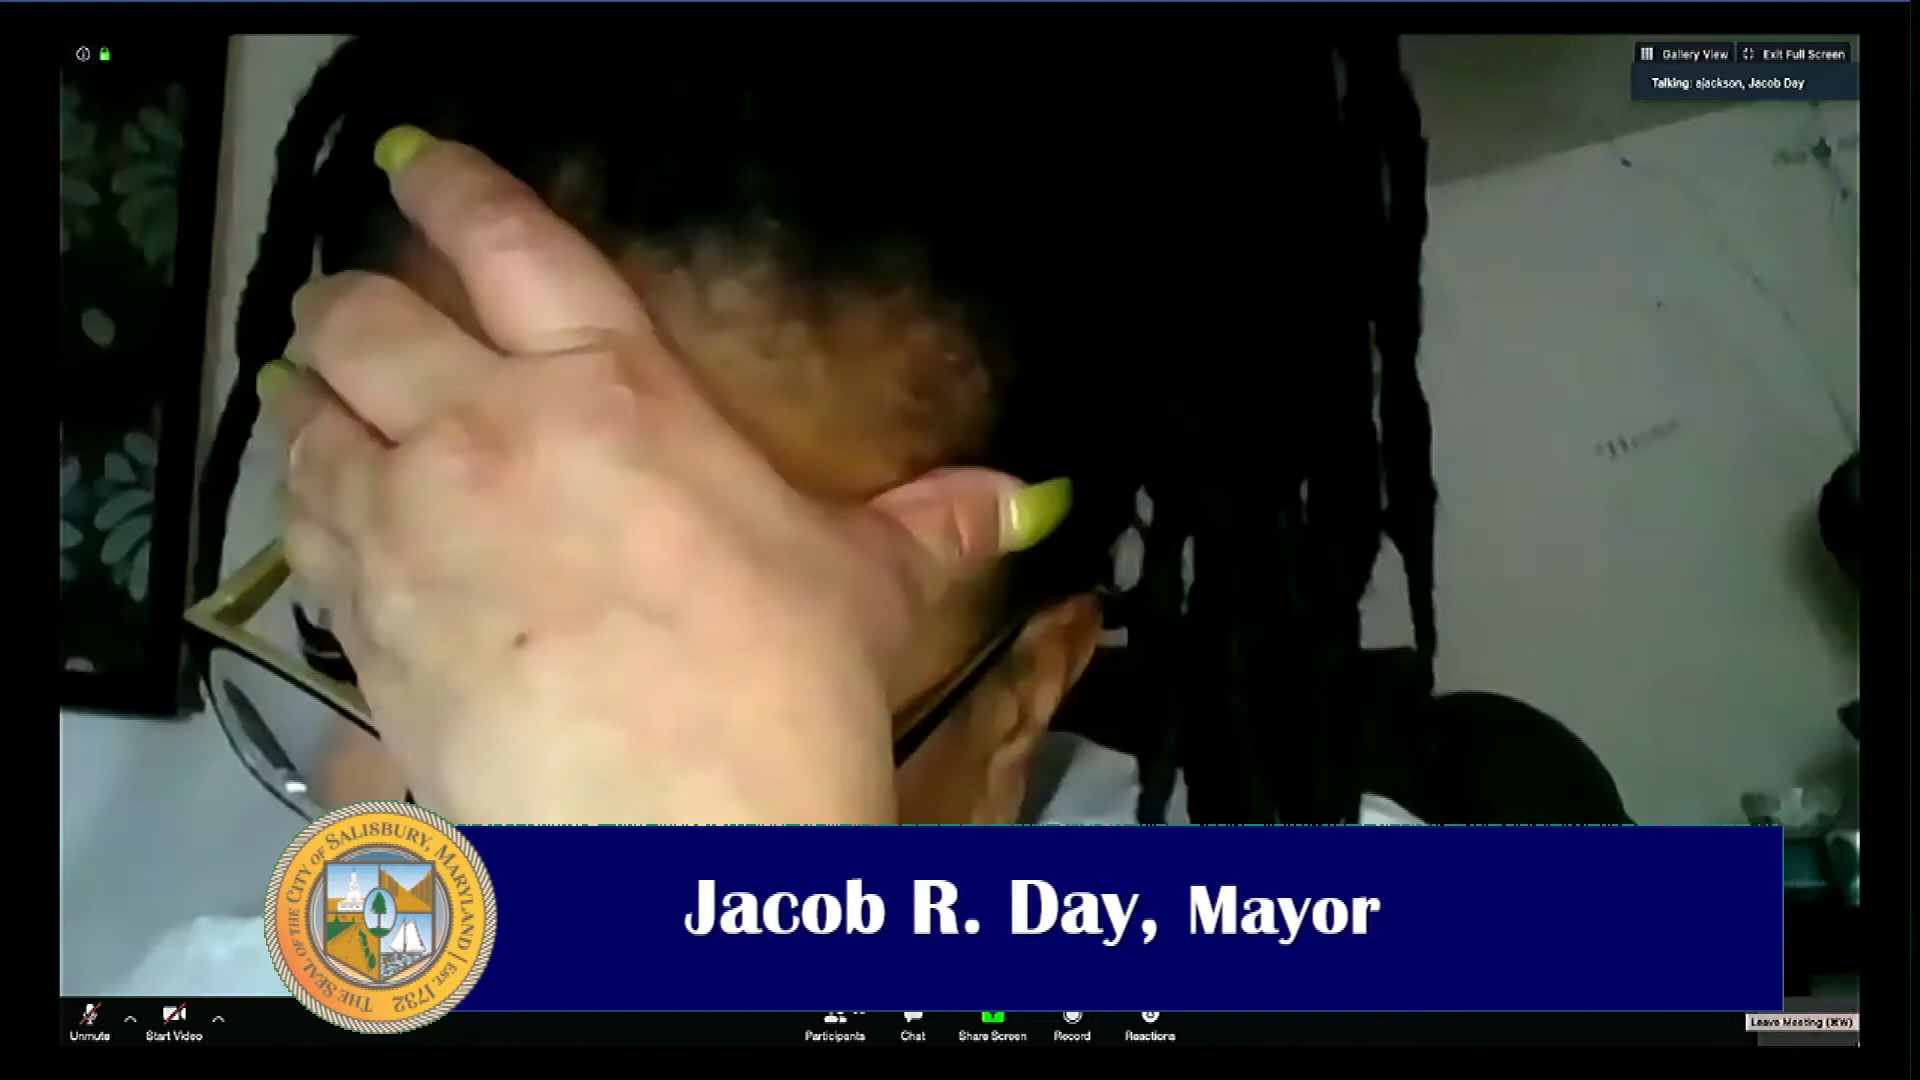 Gallery View
Exit Full Screen
Talking: ajackson, Jacob Day
Home
Jacob R. Day, Mayor
THE SEAL OF THE CITY OF SALISBURY, MARYLAND | EST. 1732
Unmute
Start Video
Participants
Chat
Share Screen
Record
Reactions
Leave Meeting (⌘W)